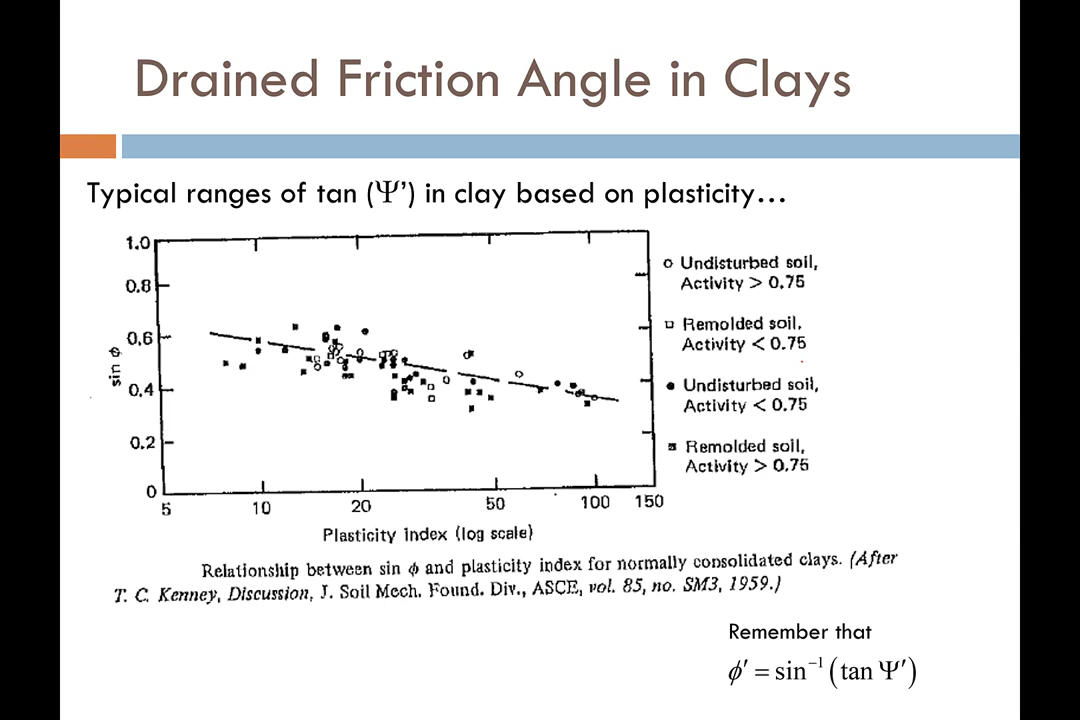 Drained Friction Angle in Clays
Typical ranges of tan (Ψ’) in clay based on plasticity…
1.0
0.8
0.6
0.4
0.2
0
sin ϕ
5
10
20
50
100
150
Plasticity Index (log scale)
Undisturbed soil,
Activity > 0.75
Remolded soil,
Activity < 0.75
Undisturbed soil,
Activity < 0.75
Remolded soil,
Activity > 0.75
Relationship between sin ϕ and plasticity index for normally consolidated clays. (After
T. C. Kenney, Discussion, J. Soil Mech. Found. Div., ASCE, vol. 85, no. SM3, 1959.)
Remember that
ϕ′ = sin⁻¹ (tan Ψ′)